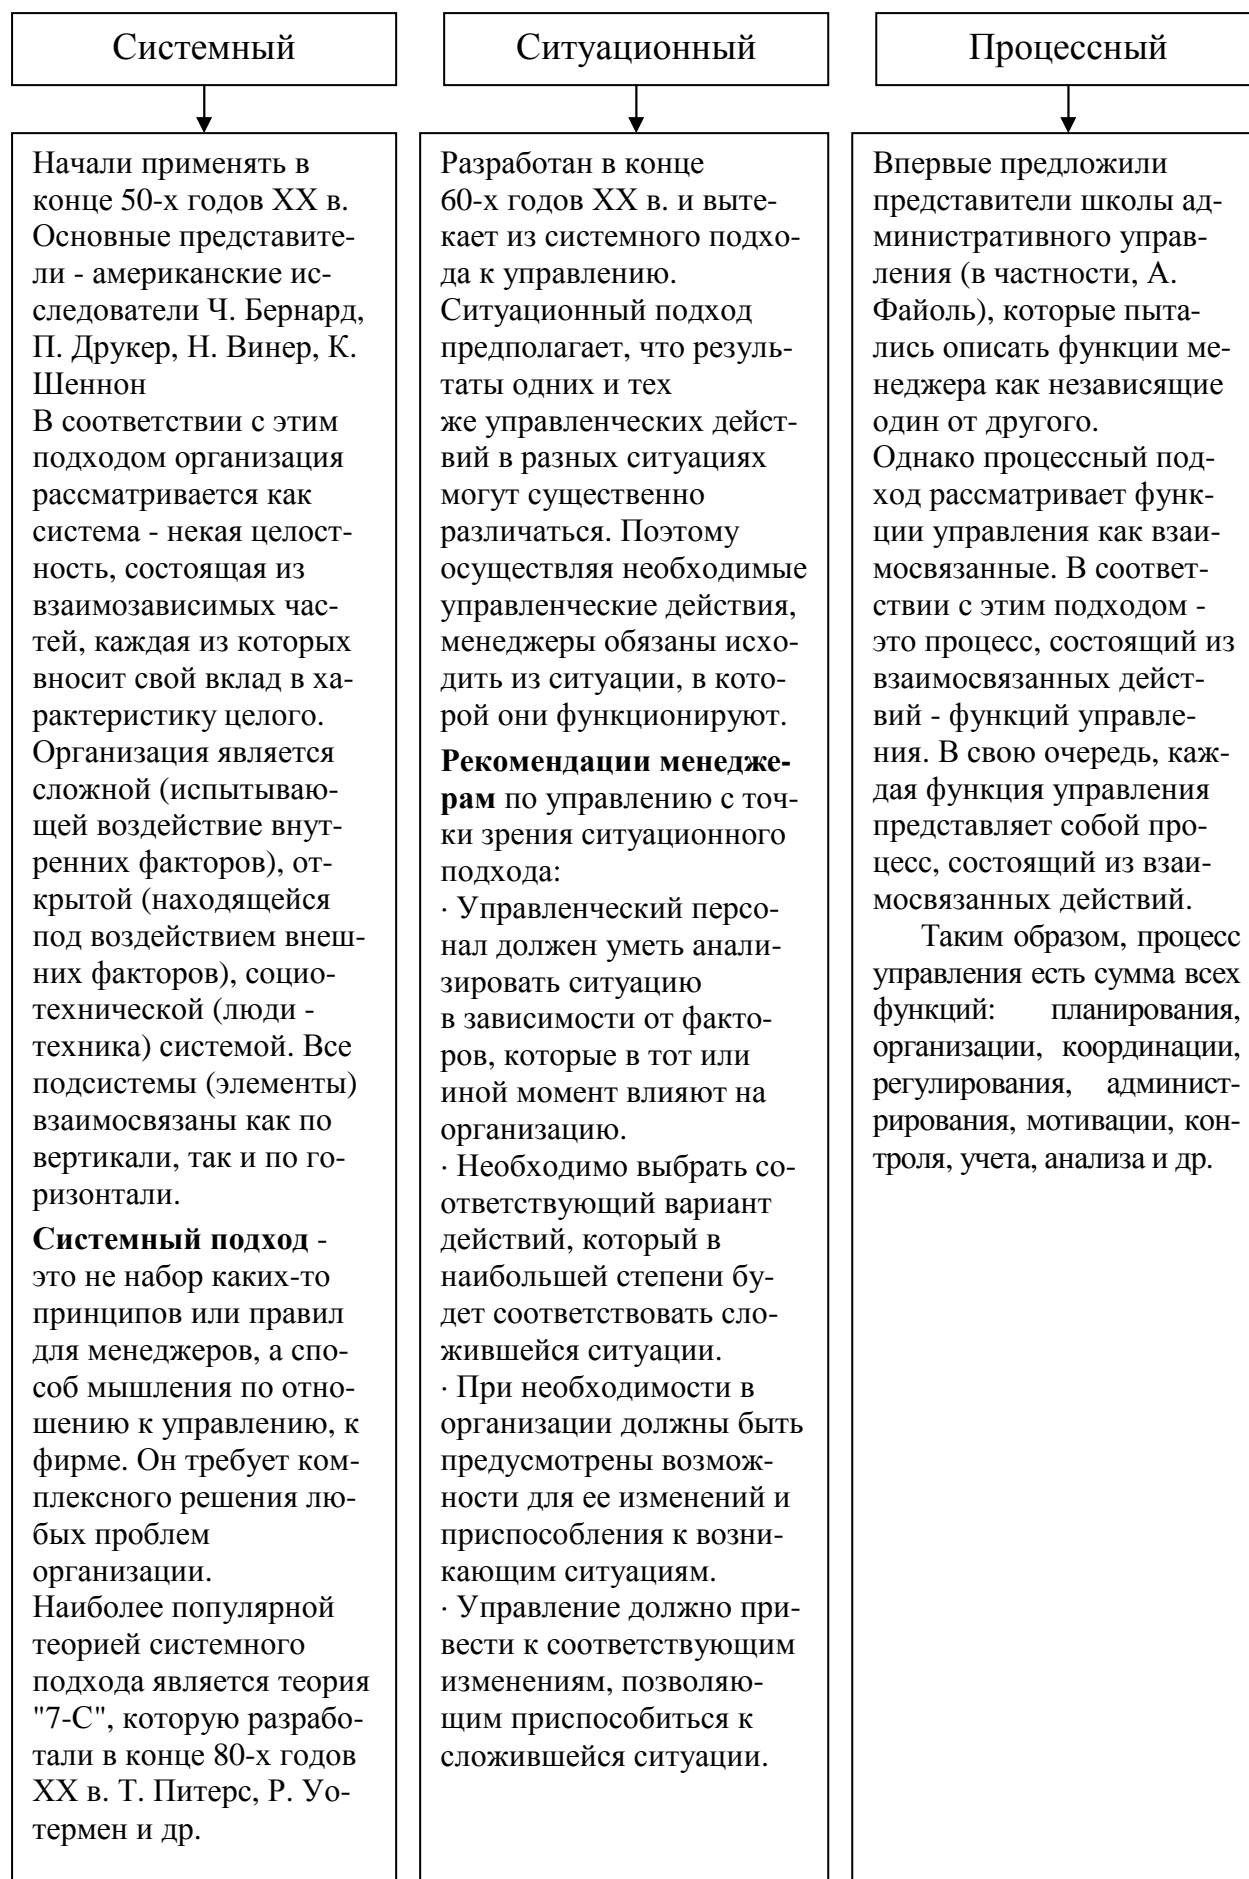 Системный
Начали применять в
конце 50-х годов XX в.
Основные представите-
ли - американские ис-
следователи Ч. Бернард,
П. Друкер, Н. Винер, К.
Шеннон
В соответствии с этим
подходом организация
рассматривается как
система - некая целост-
ность, состоящая из
взаимозависимых час-
тей, каждая из которых
вносит свой вклад в ха-
рактеристику целого.
Организация является
сложной (испытываю-
щей воздействие внут-
ренних факторов), от-
крытой (находящейся
под воздействием внеш-
них факторов), социо-
технической (люди -
техника) системой. Все
подсистемы (элементы)
взаимосвязаны как по
вертикали, так и по го-
ризонтали.
Системный подход -
это не набор каких-то
принципов или правил
для менеджеров, а спо-
соб мышления по отно-
шению к управлению, к
фирме. Он требует ком-
плексного решения лю-
бых проблем
организации.
Наиболее популярной
теорией системного
подхода является теория
"7-С", которую разрабо-
тали в конце 80-х годов
XX в. Т. Питерс, Р. Уо-
термен и др.
Ситуационный
Разработан в конце
60-х годов XX в. и выте-
кает из системного подхо-
да к управлению.
Ситуационный подход
предполагает, что резуль-
таты одних и тех
же управленческих дейст-
вий в разных ситуациях
могут существенно
различаться. Поэтому
осуществляя необходимые
управленческие действия,
менеджеры обязаны исхо-
дить из ситуации, в кото-
рой они функционируют.
Рекомендации менедже-
рам по управлению с точ-
ки зрения ситуационного
подхода:
· Управленческий персо-
нал должен уметь анали-
зировать ситуацию
в зависимости от факто-
ров, которые в тот или
иной момент влияют на
организацию.
· Необходимо выбрать со-
ответствующий вариант
действий, который в
наибольшей степени бу-
дет соответствовать сло-
жившейся ситуации.
· При необходимости в
организации должны быть
предусмотрены возмож-
ности для ее изменений и
приспособления к возни-
кающим ситуациям.
· Управление должно при-
вести к соответствующим
изменениям, позволяю-
щим приспособиться к
сложившейся ситуации.
Процессный
Впервые предложили
представители школы ад-
министративного управ-
ления (в частности, А.
Файоль), которые пыта-
лись описать функции ме-
неджера как независящие
один от другого.
Однако процессный под-
ход рассматривает функ-
ции управления как взаи-
мосвязанные. В соответ-
ствии с этим подходом -
это процесс, состоящий из
взаимосвязанных дейст-
вий - функций управле-
ния. В свою очередь, каж-
дая функция управления
представляет собой про-
цесс, состоящий из взаи-
мосвязанных действий.
Таким образом, процесс
управления есть сумма всех
функций: планирования,
организации, координации,
регулирования, админист-
рирования, мотивации, кон-
троля, учета, анализа и др.